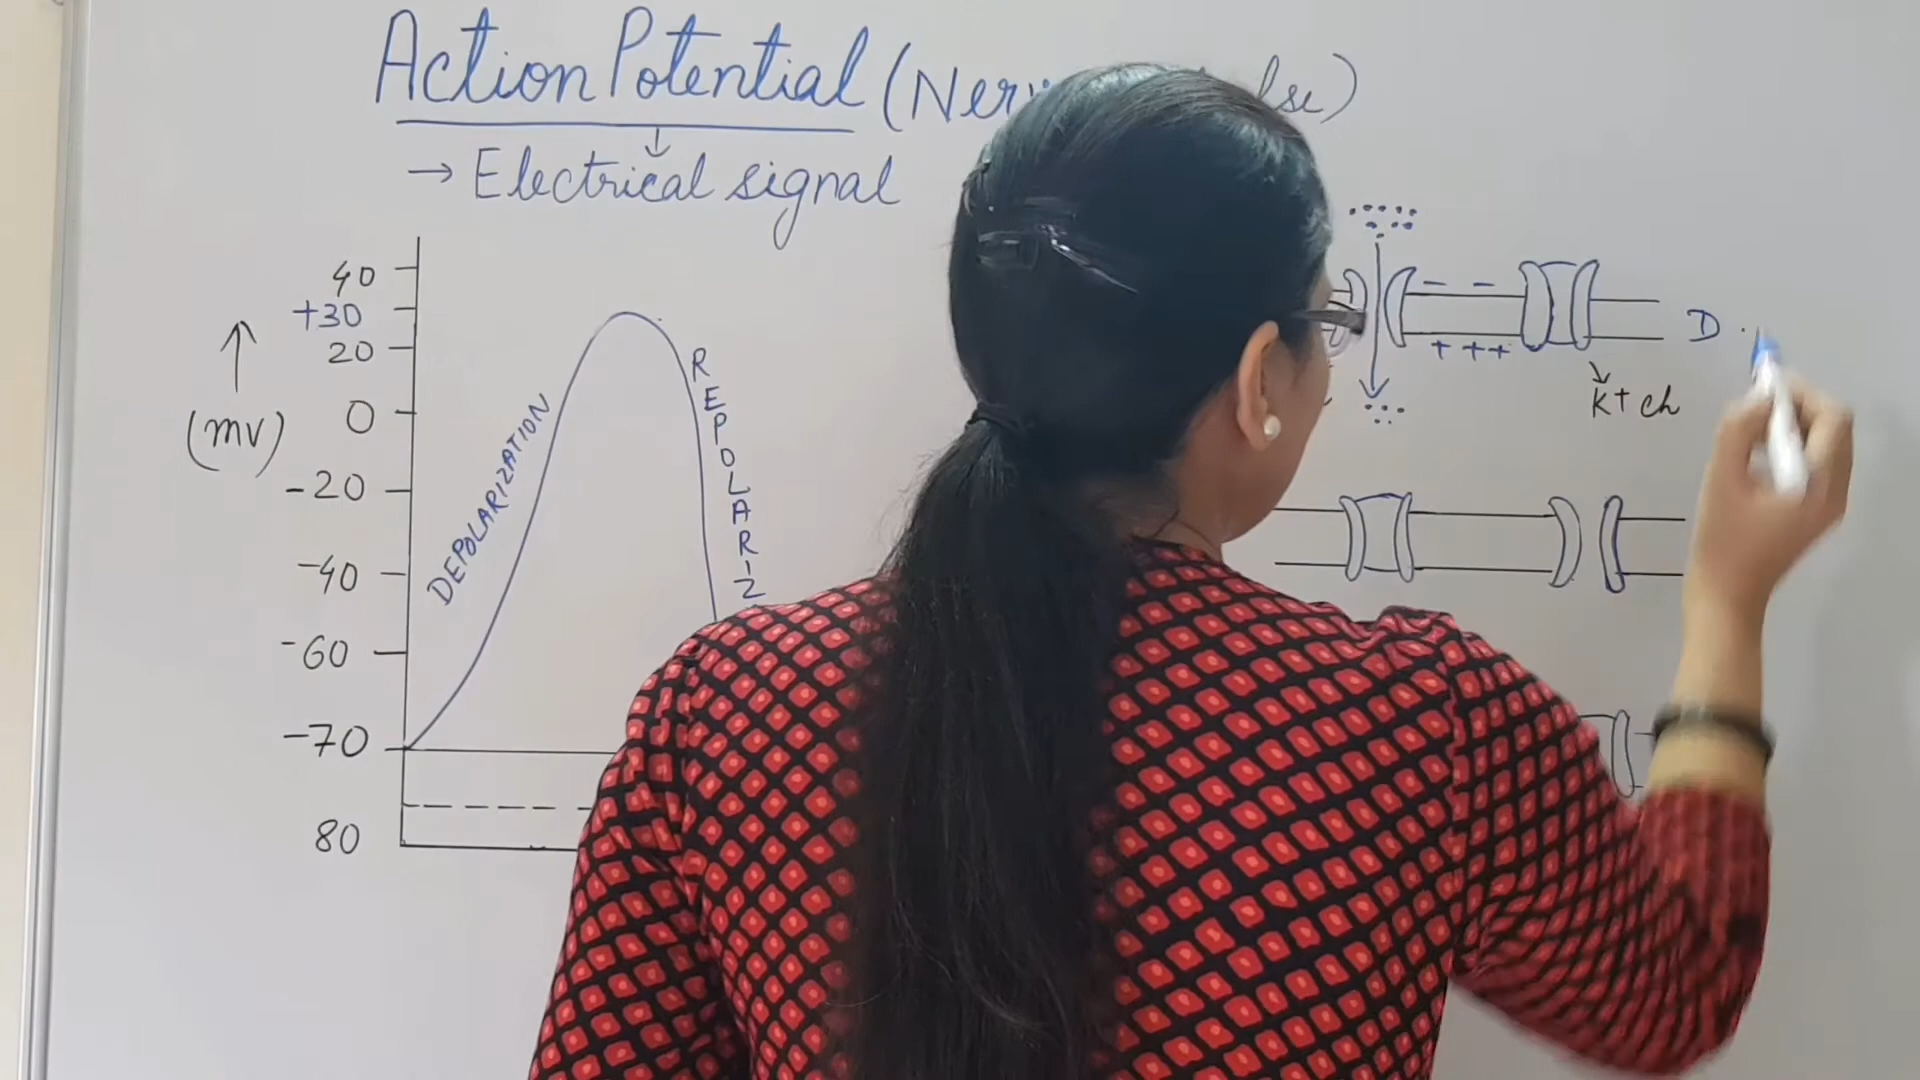 Action Potential (Ner
→ Electrical signal
40
+30
20
0
(mv)
-20
-40
-60
-70
80
DEPOLARIZATION
REPOLARIZ
- -
+ ++
D
K+ ch